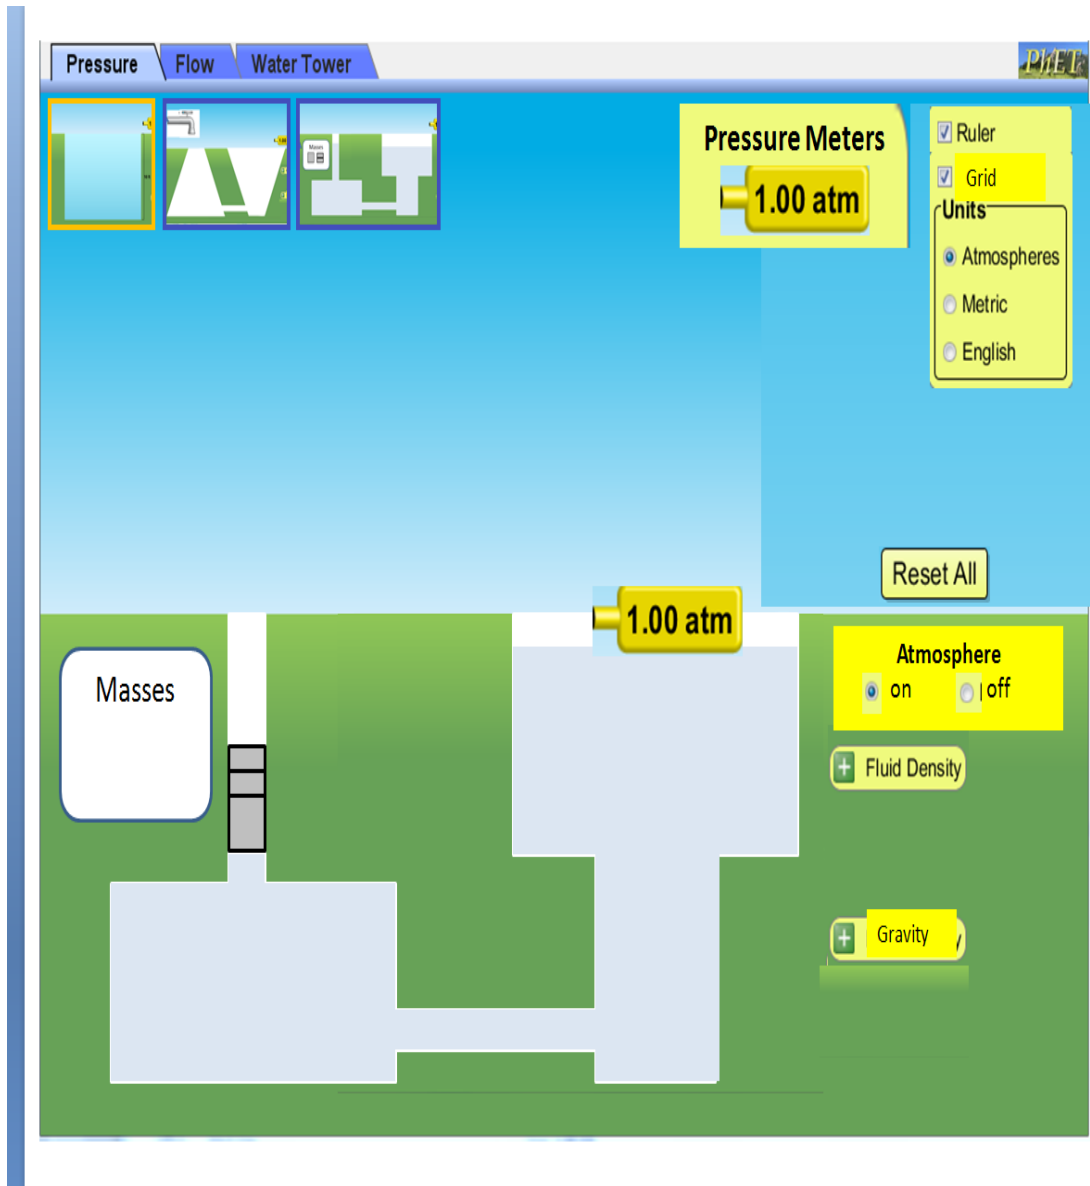 Pressure
Flow
Water Tower
PhET
Pressure Meters
1.00 atm
Ruler
Grid
Units
Atmospheres
Metric
English
Reset All
1.00 atm
Masses
Atmosphere
on
off
Fluid Density
Gravity